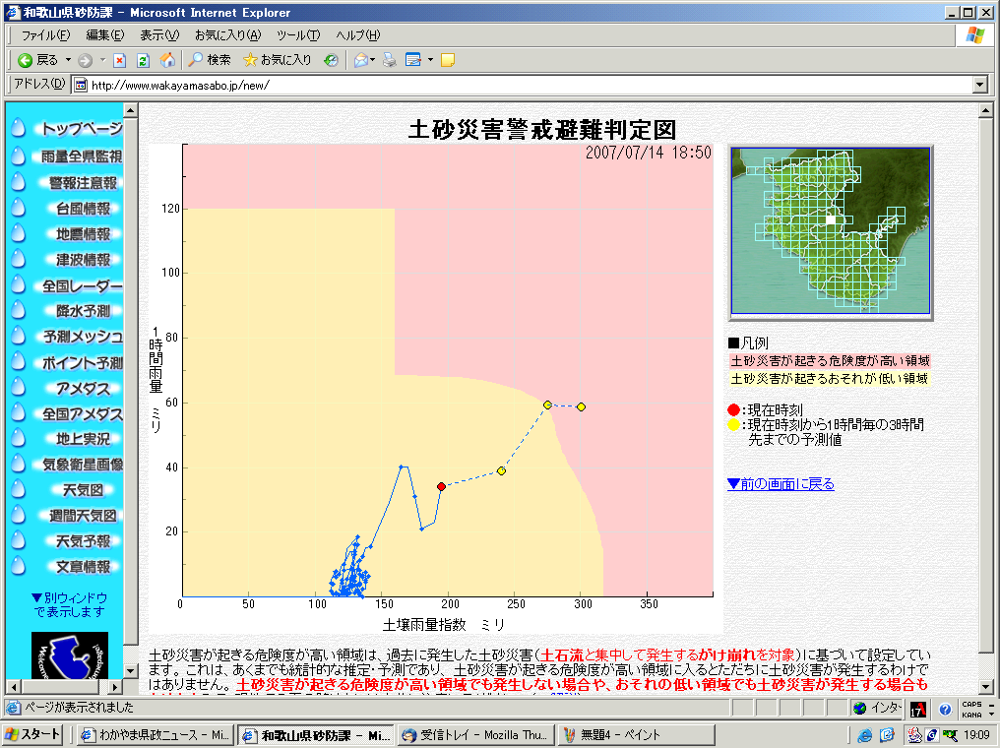 和歌山県砂防課 - Microsoft Internet Explorer
ファイル(F) 編集(E) 表示(V) お気に入り(A) ツール(T) ヘルプ(H)
戻る 検索 お気に入り
アドレス(D) http://www.wakayamasabo.jp/new/
トップページ
雨量全県監視
警報注意報
台風情報
地震情報
津波情報
全国レーダー
降水予測
予測メッシュ
ポイント予測
アメダス
全国アメダス
地上実況
気象衛星画像
天気図
週間天気図
天気予報
文章情報
▼別ウィンドウ
で表示します
土砂災害警戒避難判定図
2007/07/14 18:50
120
100
80
60
40
20
1時間雨量 ミリ
0 50 100 150 200 250 300 350
土壌雨量指数 ミリ
■凡例
土砂災害が起きる危険度が高い領域
土砂災害が起きるおそれが低い領域
:現在時刻
:現在時刻から1時間毎の3時間
先までの予測値
▼前の画面に戻る
土砂災害が起きる危険度が高い領域は、過去に発生した土砂災害(土石流と集中して発生するがけ崩れを対象)に基づいて設定してい
ます。これは、あくまでも統計的な推定・予測であり、土砂災害が起きる危険度が高い領域に入るとただちに土砂災害が発生するわけで
はありません。土砂災害が起きる危険度が高い領域でも発生しない場合や、おそれの低い領域でも土砂災害が発生する場合も
ページが表示されました インター 17 CAPS KANA
スタート わかやま県政ニュース - Mi... 和歌山県砂防課 - Mi... 受信トレイ - Mozilla Thu... 無題4 - ペイント 19:09